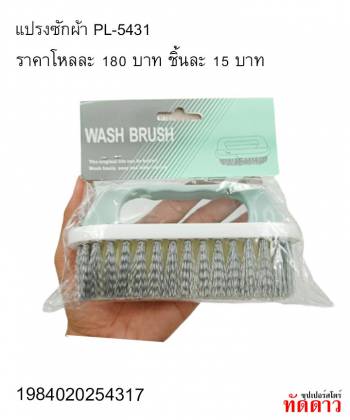 แปรงซักผ้า PL-5431
ราคาโหลละ 180 บาท ชิ้นละ 15 บาท
WASH BRUSH
1984020254317
ซุปเปอร์สโตร์
ทัดดาว